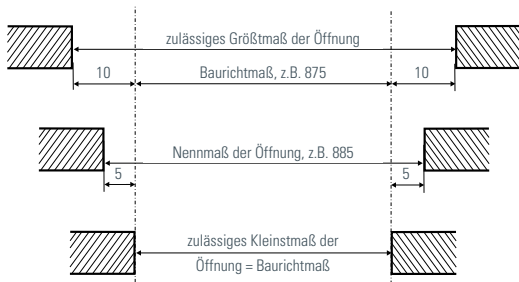 zulässiges Größtmaß der Öffnung
10 Baurichtmaß, z.B. 875 10
Nennmaß der Öffnung, z.B. 885
5 5
zulässiges Kleinstmaß der
Öffnung = Baurichtmaß